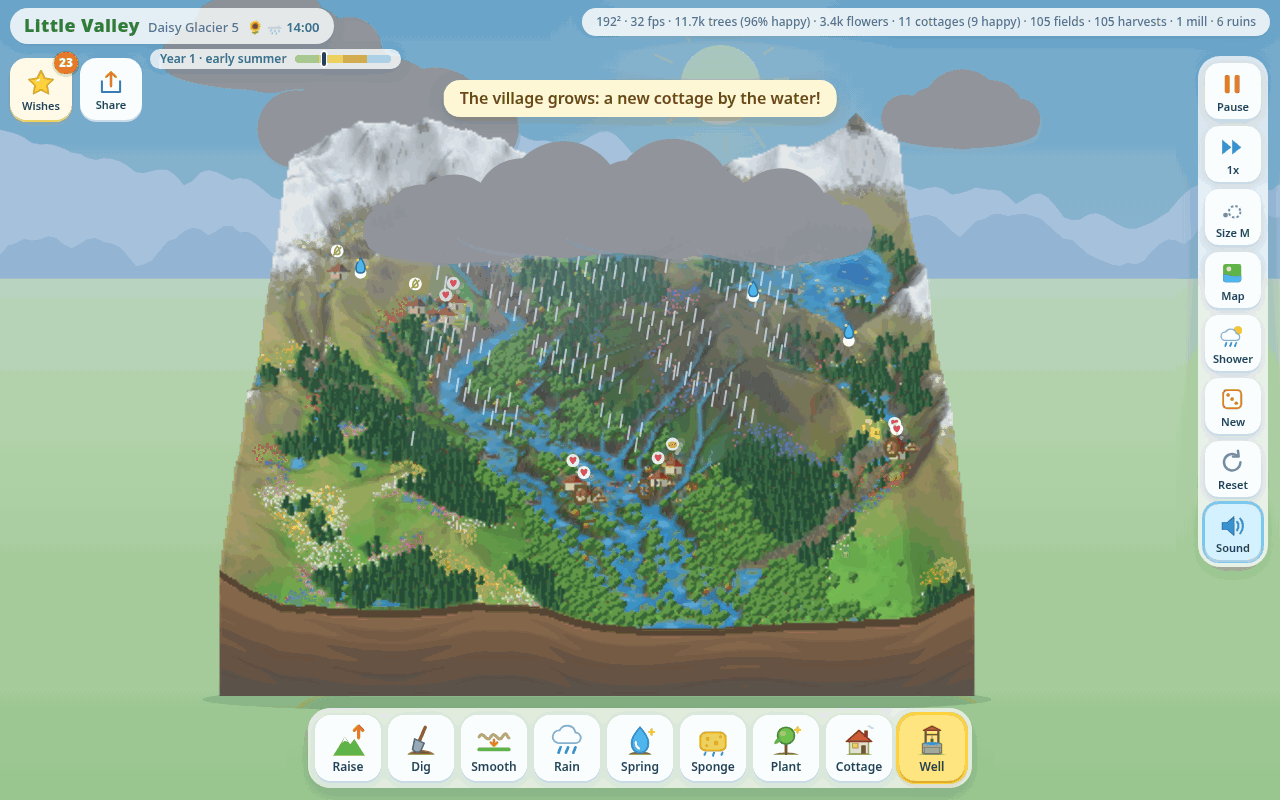 Little Valley Daisy Glacier 5 14:00
192² · 32 fps · 11.7k trees (96% happy) · 3.4k flowers · 11 cottages (9 happy) · 105 fields · 105 harvests · 1 mill · 6 ruins
Year 1 · early summer
23
Wishes
Share
The village grows: a new cottage by the water!
Pause
1x
Size M
Map
Shower
New
Reset
Sound
Raise
Dig
Smooth
Rain
Spring
Sponge
Plant
Cottage
Well